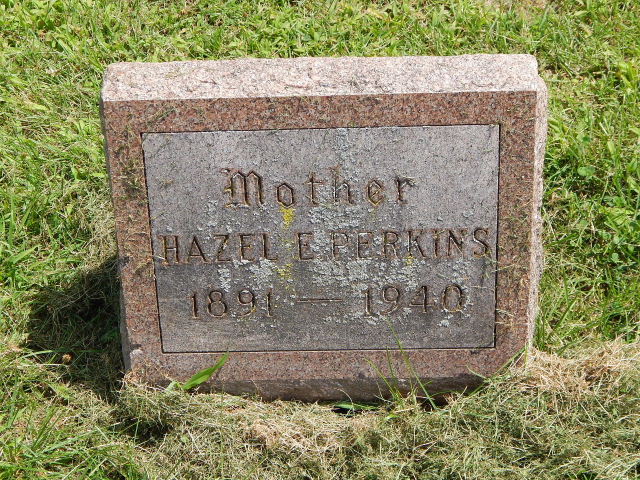 Mother
HAZEL E. PERKINS
1891 — 1940